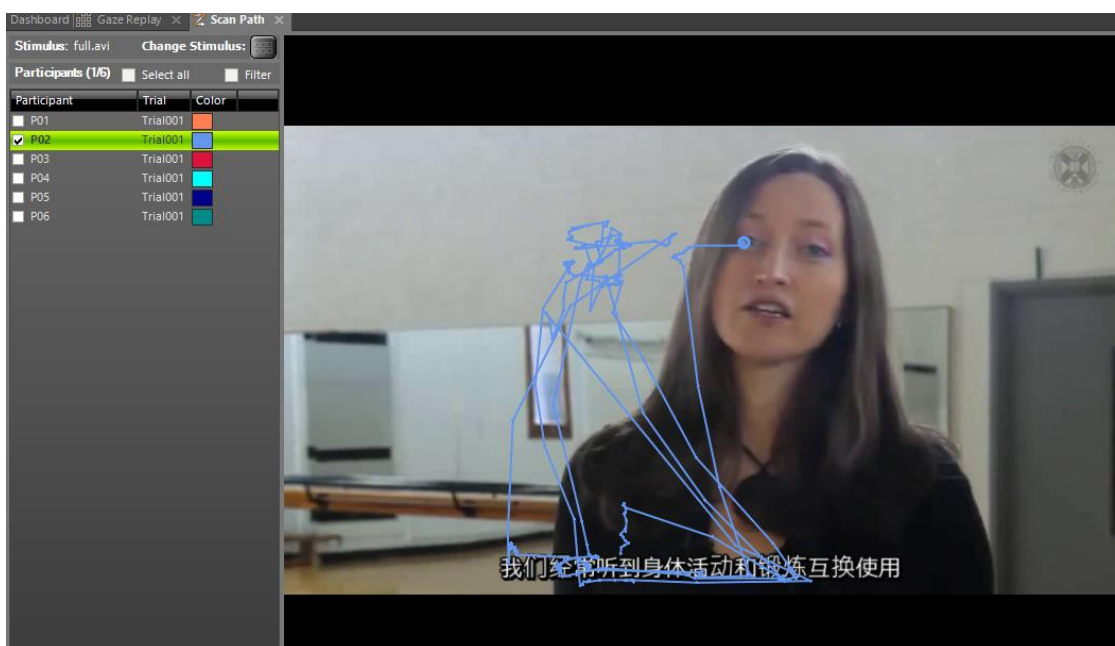 Dashboard Gaze Replay Scan Path
Stimulus: full.avi Change Stimulus:
Participants (1/6) Select all Filter
Participant Trial Color
P01 Trial001
P02 Trial001
P03 Trial001
P04 Trial001
P05 Trial001
P06 Trial001
我们经常听到身体活动和锻炼互换使用